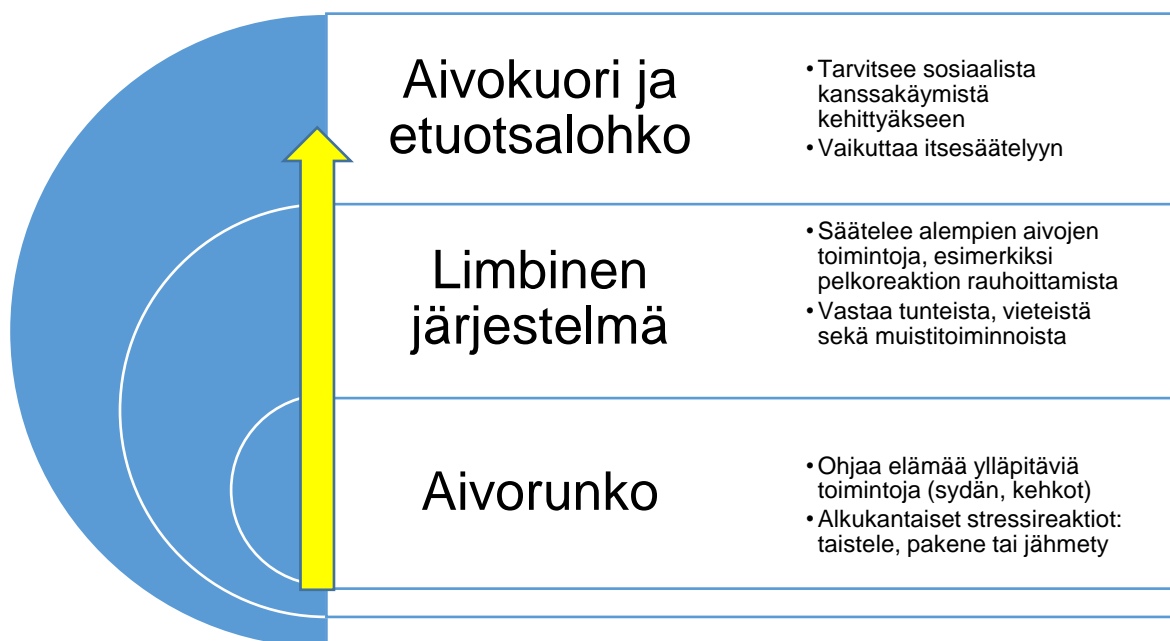 Aivokuori ja
etuotsalohko
• Tarvitsee sosiaalista
kanssakäymistä
kehittyäkseen
• Vaikuttaa itsesäätelyyn
Limbinen
järjestelmä
• Säätelee alempien aivojen
toimintoja, esimerkiksi
pelkoreaktion rauhoittamista
• Vastaa tunteista, vieteistä
sekä muistitoiminnoista
Aivorunko
• Ohjaa elämää ylläpitäviä
toimintoja (sydän, kehkot)
• Alkukantaiset stressireaktiot:
taistele, pakene tai jähmety